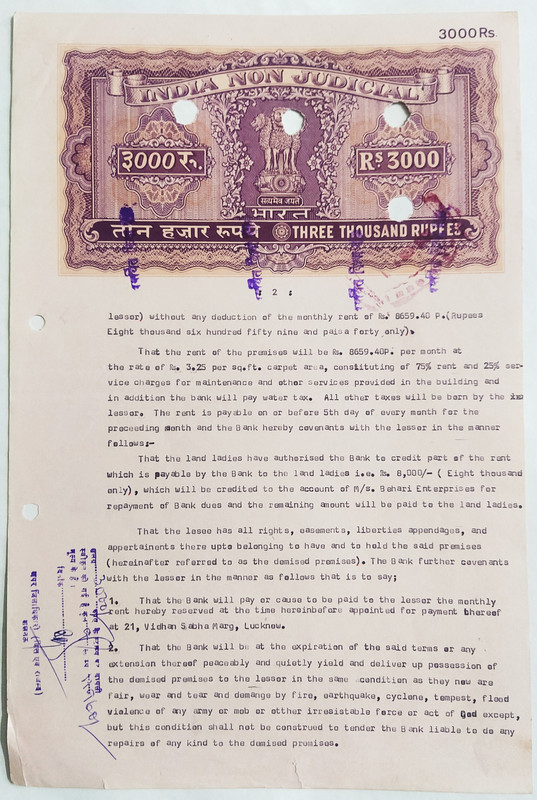 3000 Rs.
INDIA NON JUDICIAL
३००० रु.
RS 3000
सत्यमेव जयते
भारत
तीन हजार रुपये
THREE THOUSAND RUPEES
2 :
lessor) without any deduction of the monthly rent of Rs. 8659.40 P.(Rupees
Eight thousand six hundred fifty nine and paisa forty only).
That the rent of the premises will be Rs. 8659.40P. per month at
the rate of Rs. 3.25 per sq.ft. carpet area, constituting of 75% rent and 25% ser-
vice charges for maintenance and other services provided in the building and
in addition the bank will pay water tax. All other taxes will be born by the
lessor. The rent is payable on or before 5th day of every month for the
preceeding month and the Bank hereby covenants with the lesser in the manner
follows:-
That the land ladies have authorised the Bank to credit part of the rent
which is payable by the Bank to the land ladies i.e. Rs. 8,000/- ( Eight thousand
only), which will be credited to the account of M/s. Behari Enterprises for
repayment of Bank dues and the remaining amount will be paid to the land ladies.
That the lesee has all rights, easements, liberties appendages, and
appertainents there upto belonging to have and to hold the said premises
(hereinafter referred to as the demised premises). The Bank further covenants
with the lesser in the manner as follows that is to say;
1. That the Bank will pay or cause to be paid to the lesser the monthly
rent hereby reserved at the time hereinbefore appointed for payment thereof
at 21, Vidhan Sabha Marg, Lucknow.
2. That the Bank will be at the expiration of the said terms or any
extension thereof peaceably and quietly yield and deliver up possession of
the demised premises to the lesser in the same condition as they now are
fair, wear and tear and demange by fire, earthquake, cyclone, tempest, flood
violence of any army or mob or otther irresistable force or act of God except,
but this condition shall not be construed to tender the Bank liable to do any
repairs of any kind to the demised premises.